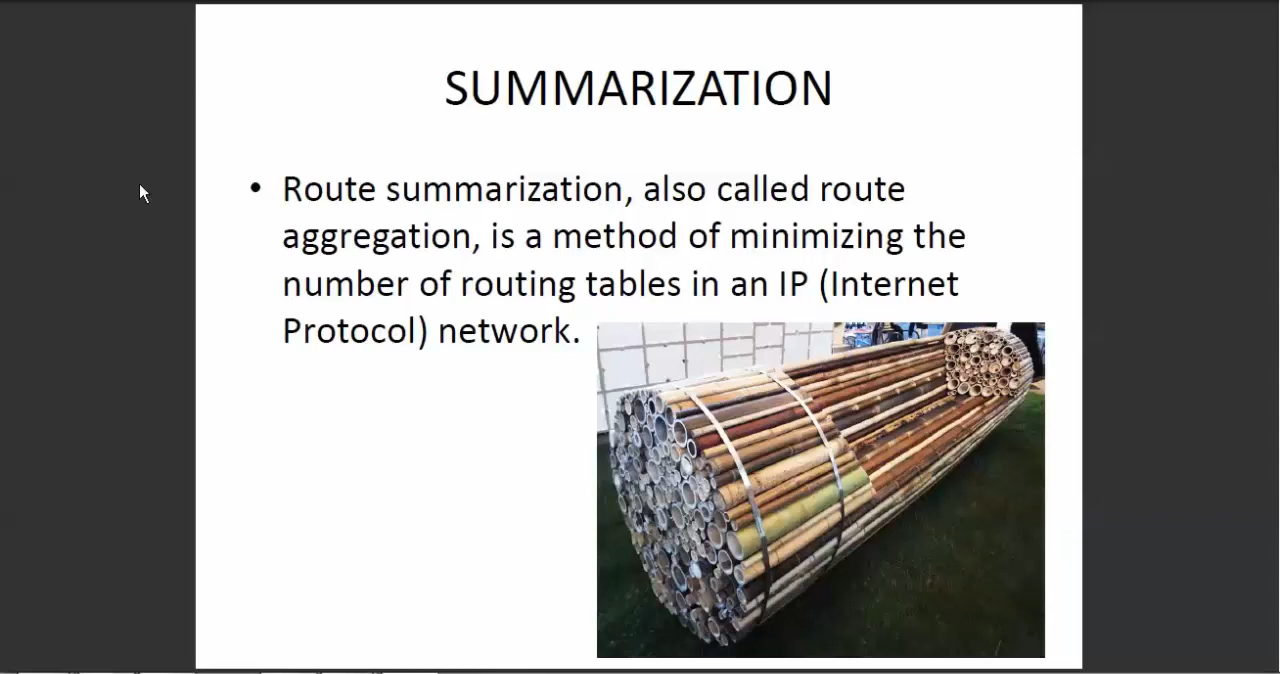 SUMMARIZATION
• Route summarization, also called route
aggregation, is a method of minimizing the
number of routing tables in an IP (Internet
Protocol) network.